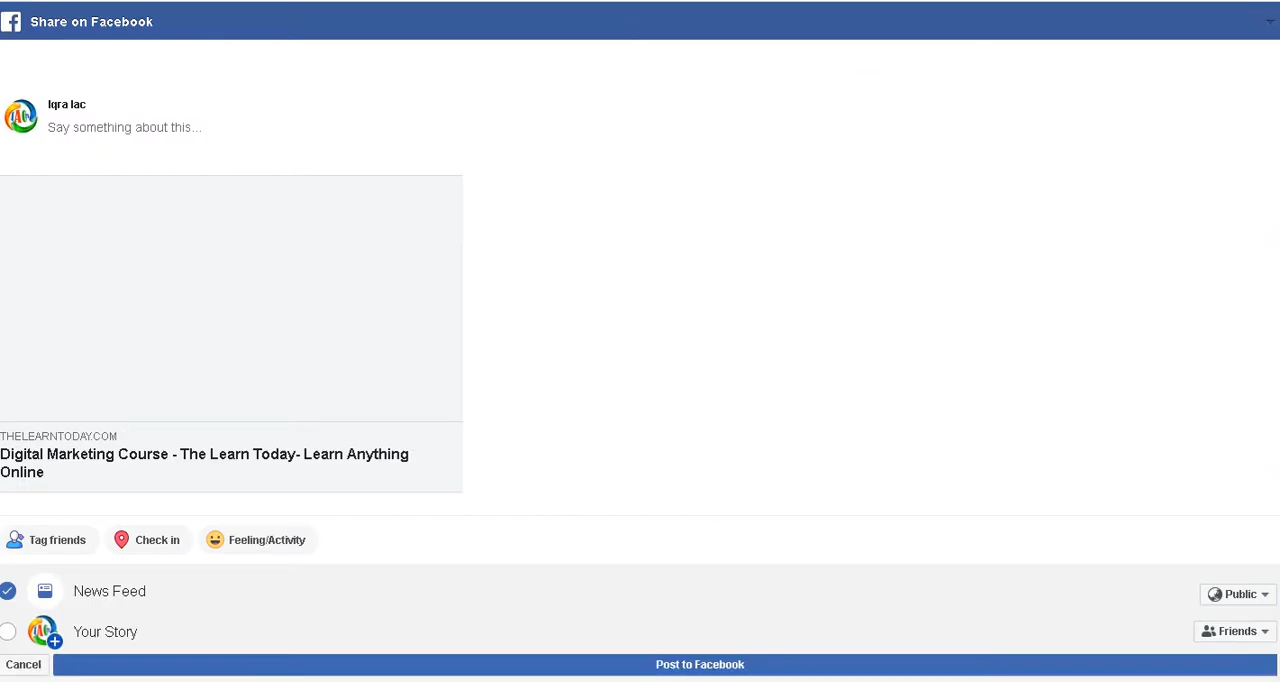 Share on Facebook
Iqra Iac
Say something about this...
THELEARNTODAY.COM
Digital Marketing Course - The Learn Today- Learn Anything
Online
Tag friends
Check in
Feeling/Activity
News Feed
Public
Your Story
Friends
Cancel
Post to Facebook